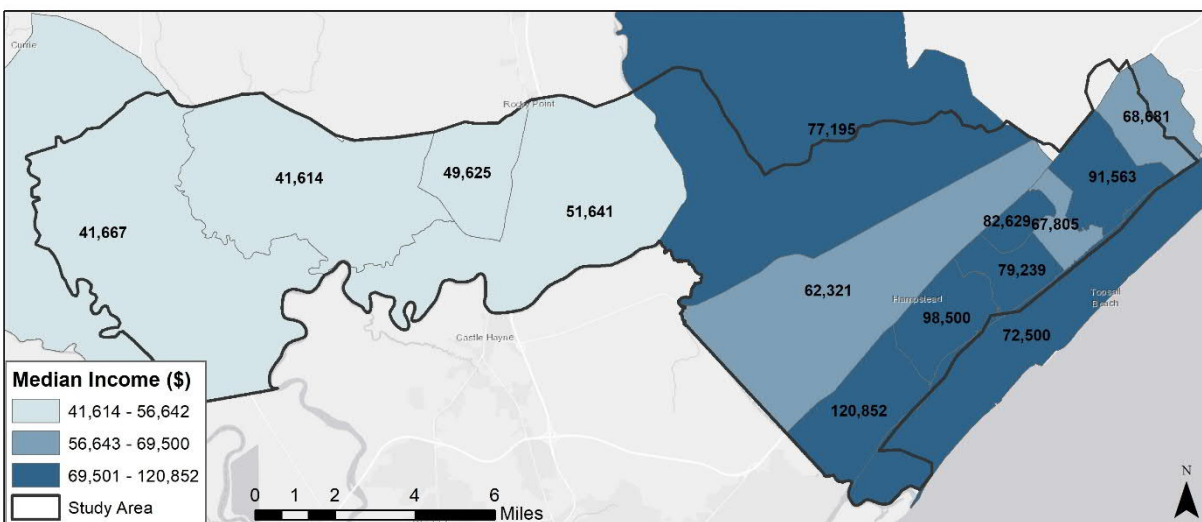 Currie
Rocky Point
77,195
68,681
41,614
49,625
91,563
51,641
82,629
67,805
41,667
79,239
62,321
Hampstead
98,500
Topsail
Beach
72,500
Castle Hayne
120,852
Median Income ($)
41,614 - 56,642
56,643 - 69,500
69,501 - 120,852
Study Area
0 1 2 4 6
Miles
N